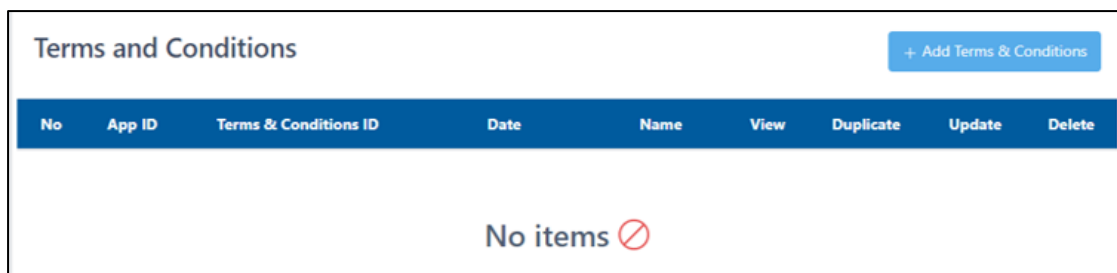 Terms and Conditions
+ Add Terms & Conditions
No App ID Terms & Conditions ID Date Name View Duplicate Update Delete
No items